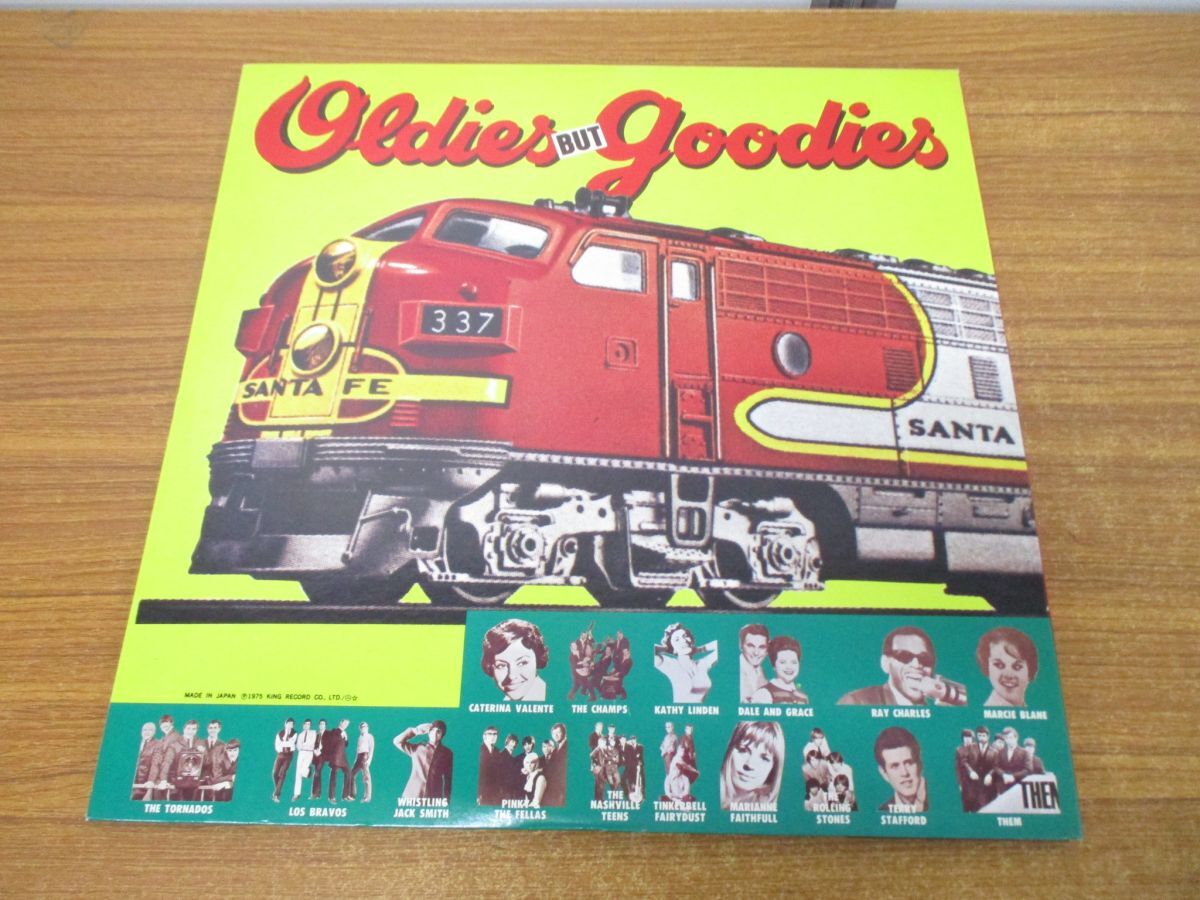 Oldies BUT Goodies
337
SANTA FE
SANTA
CATERINA VALENTE
THE CHAMPS
KATHY LINDEN
DALE AND GRACE
RAY CHARLES
MARCIE BLANE
MADE IN JAPAN Ⓟ1975 KING RECORD CO., LTD.
THE TORNADOS
LOS BRAVOS
WHISTLING
JACK SMITH
PINKY &
THE FELLAS
THE
NASHVILLE
TEENS
TINKERBELL
FAIRYDUST
MARIANNE
FAITHFULL
THE
ROLLING
STONES
TERRY
STAFFORD
THEM
THEM